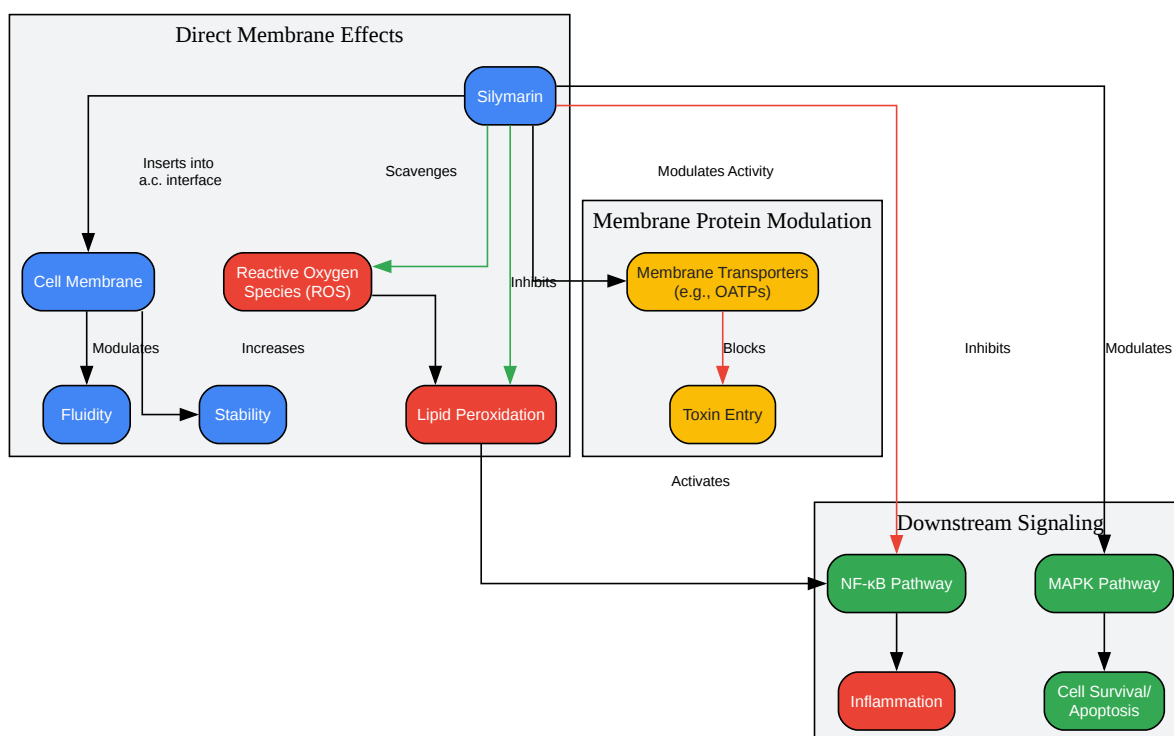 Direct Membrane Effects
Silymarin
Inserts into
a.c. interface
Scavenges
Modulates Activity
Membrane Protein Modulation
Cell Membrane
Reactive Oxygen
Species (ROS)
Inhibits
Membrane Transporters
(e.g., OATPs)
Modulates
Increases
Blocks
Inhibits
Modulates
Fluidity
Stability
Lipid Peroxidation
Toxin Entry
Activates
Downstream Signaling
NF-κB Pathway
MAPK Pathway
Inflammation
Cell Survival/
Apoptosis